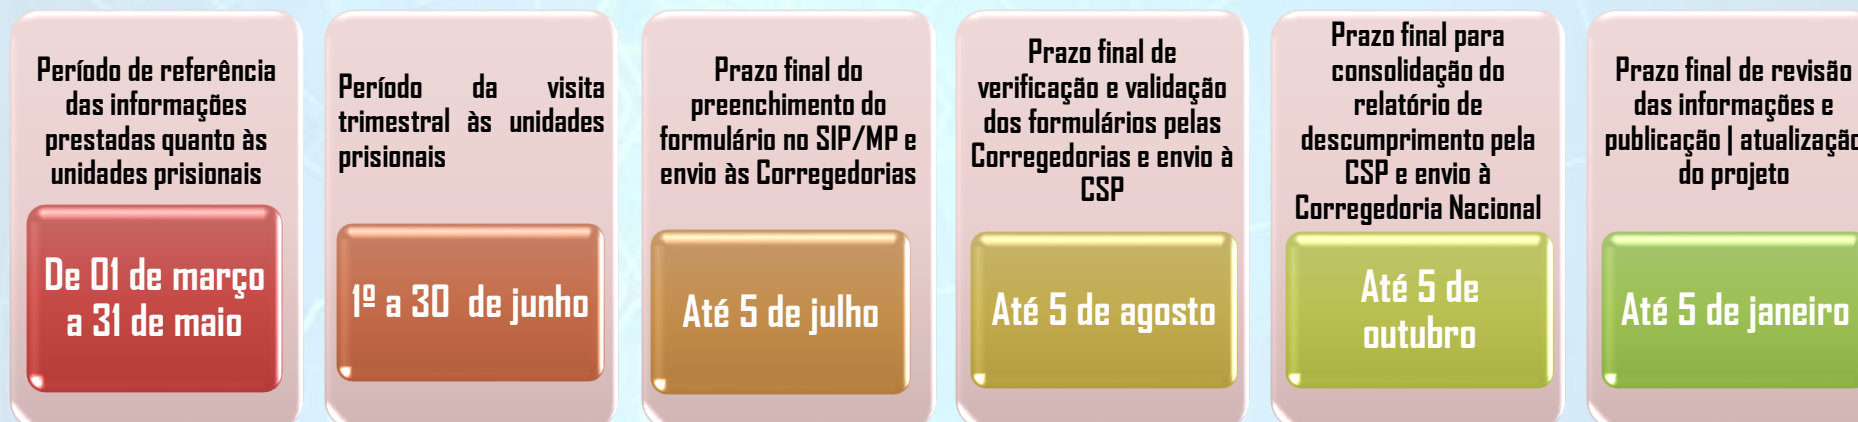 Período de referência
das informações
prestadas quanto às
unidades prisionais
De 01 de março
a 31 de maio
Período da visita
trimestral às unidades
prisionais
1º a 30 de junho
Prazo final do
preenchimento do
formulário no SIP/MP e
envio às Corregedorias
Até 5 de julho
Prazo final de
verificação e validação
dos formulários pelas
Corregedorias e envio à
CSP
Até 5 de agosto
Prazo final para
consolidação do
relatório de
descumprimento pela
CSP e envio à
Corregedoria Nacional
Até 5 de
outubro
Prazo final de revisão
das informações e
publicação | atualização
do projeto
Até 5 de janeiro